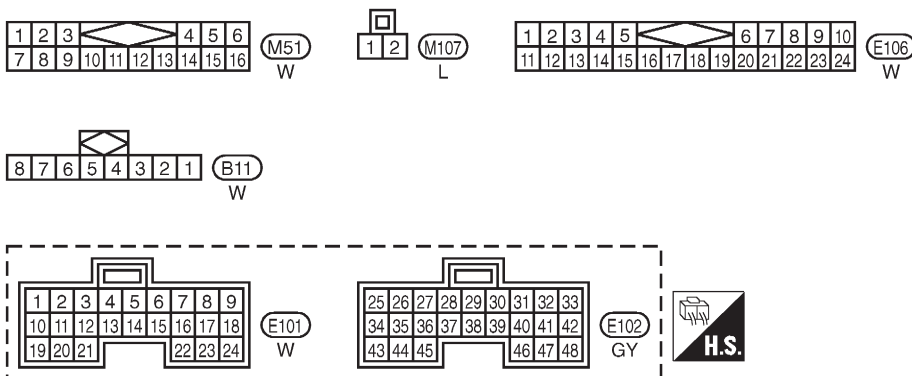 1 2 3 4 5 6
7 8 9 10 11 12 13 14 15 16
M51
W
1 2
M107
L
1 2 3 4 5 6 7 8 9 10
11 12 13 14 15 16 17 18 19 20 21 22 23 24
E106
W
8 7 6 5 4 3 2 1
B11
W
1 2 3 4 5 6 7 8 9
10 11 12 13 14 15 16 17 18
19 20 21 22 23 24
E101
W
25 26 27 28 29 30 31 32 33
34 35 36 37 38 39 40 41 42
43 44 45 46 47 48
E102
GY
H.S.